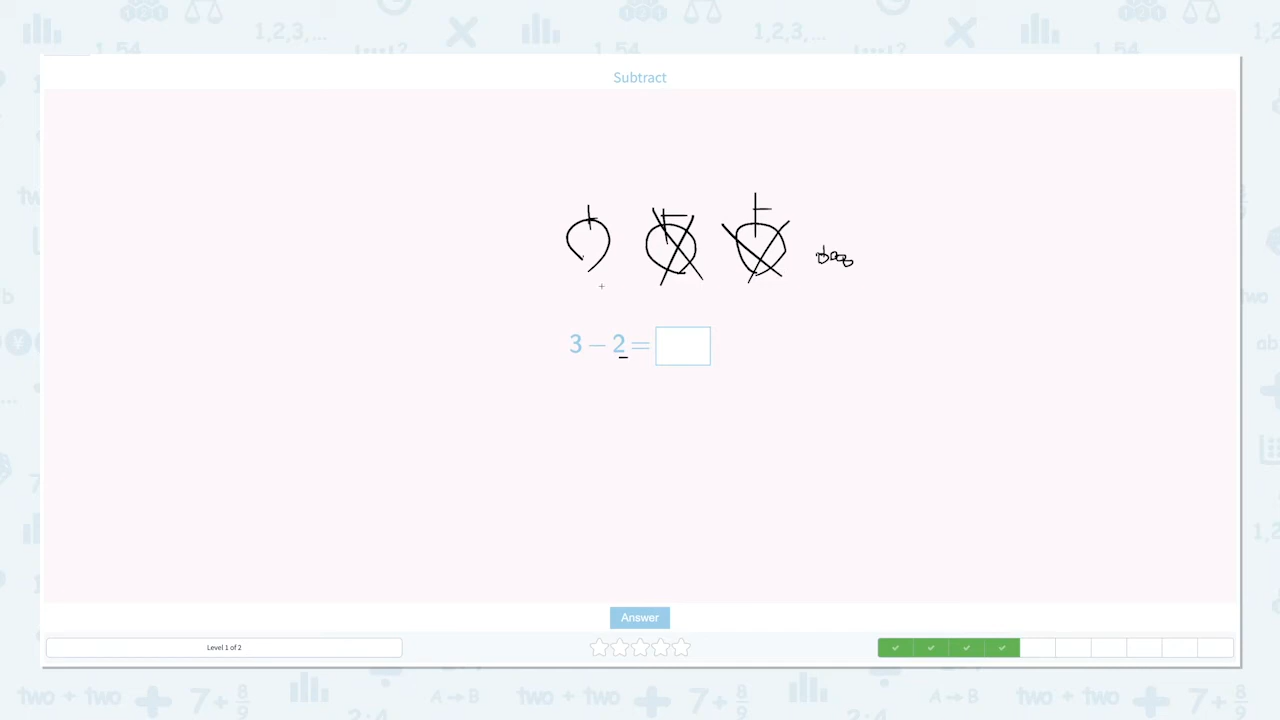 Subtract
3 − 2 =
Answer
Level 1 of 2